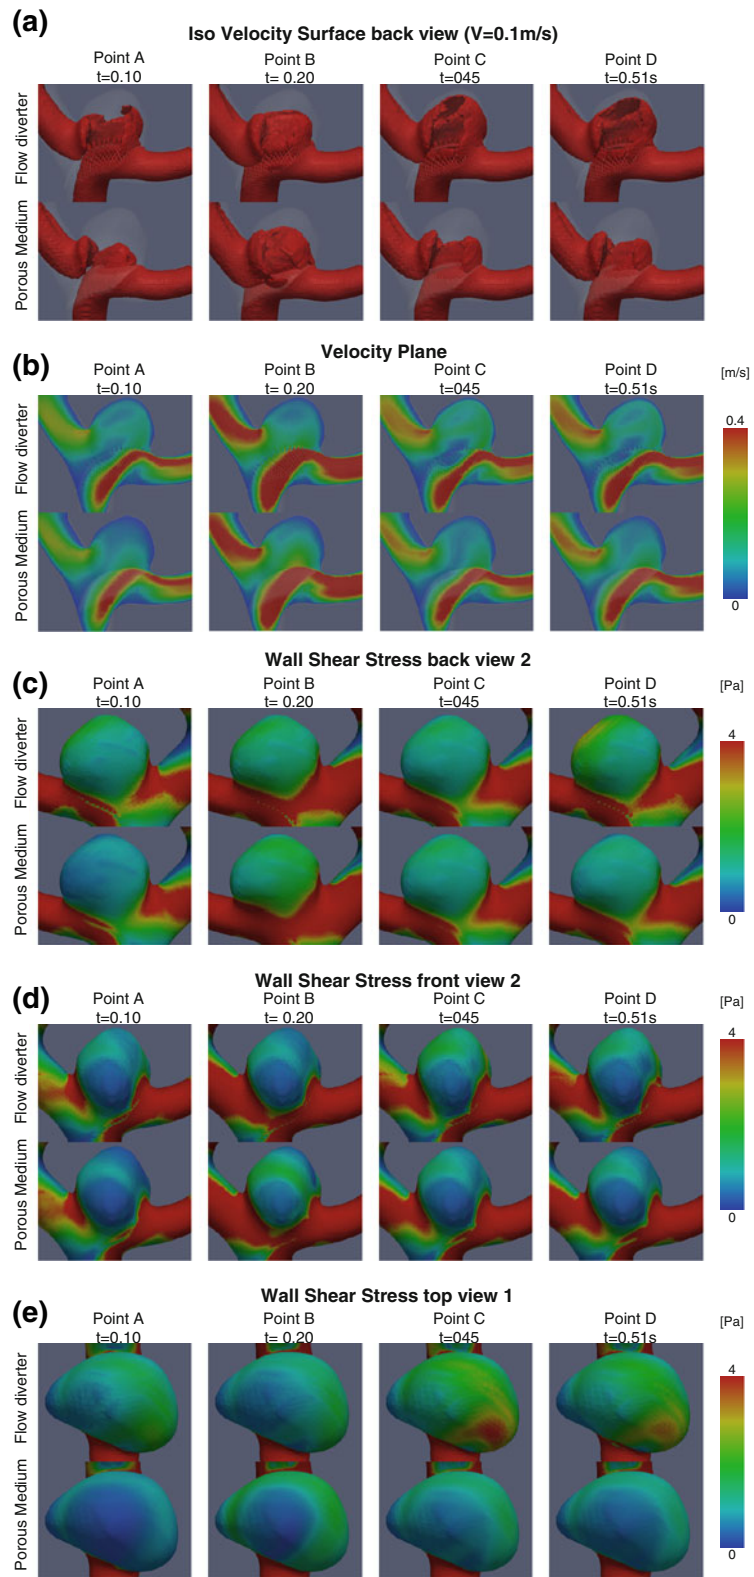 (a)
Iso Velocity Surface back view (V=0.1m/s)
Point A Point B Point C Point D
t=0.10 t= 0.20 t=045 t=0.51s
Flow diverter
Porous Medium
(b)
Velocity Plane
Point A Point B Point C Point D [m/s]
t=0.10 t= 0.20 t=045 t=0.51s
0.4
Flow diverter
Porous Medium
0
(c)
Wall Shear Stress back view 2
Point A Point B Point C Point D [Pa]
t=0.10 t= 0.20 t=045 t=0.51s
4
Flow diverter
Porous Medium
0
(d)
Wall Shear Stress front view 2
Point A Point B Point C Point D [Pa]
t=0.10 t= 0.20 t=045 t=0.51s
4
Flow diverter
Porous Medium
0
(e)
Wall Shear Stress top view 1
Point A Point B Point C Point D [Pa]
t=0.10 t= 0.20 t=045 t=0.51s
4
Flow diverter
Porous Medium
0